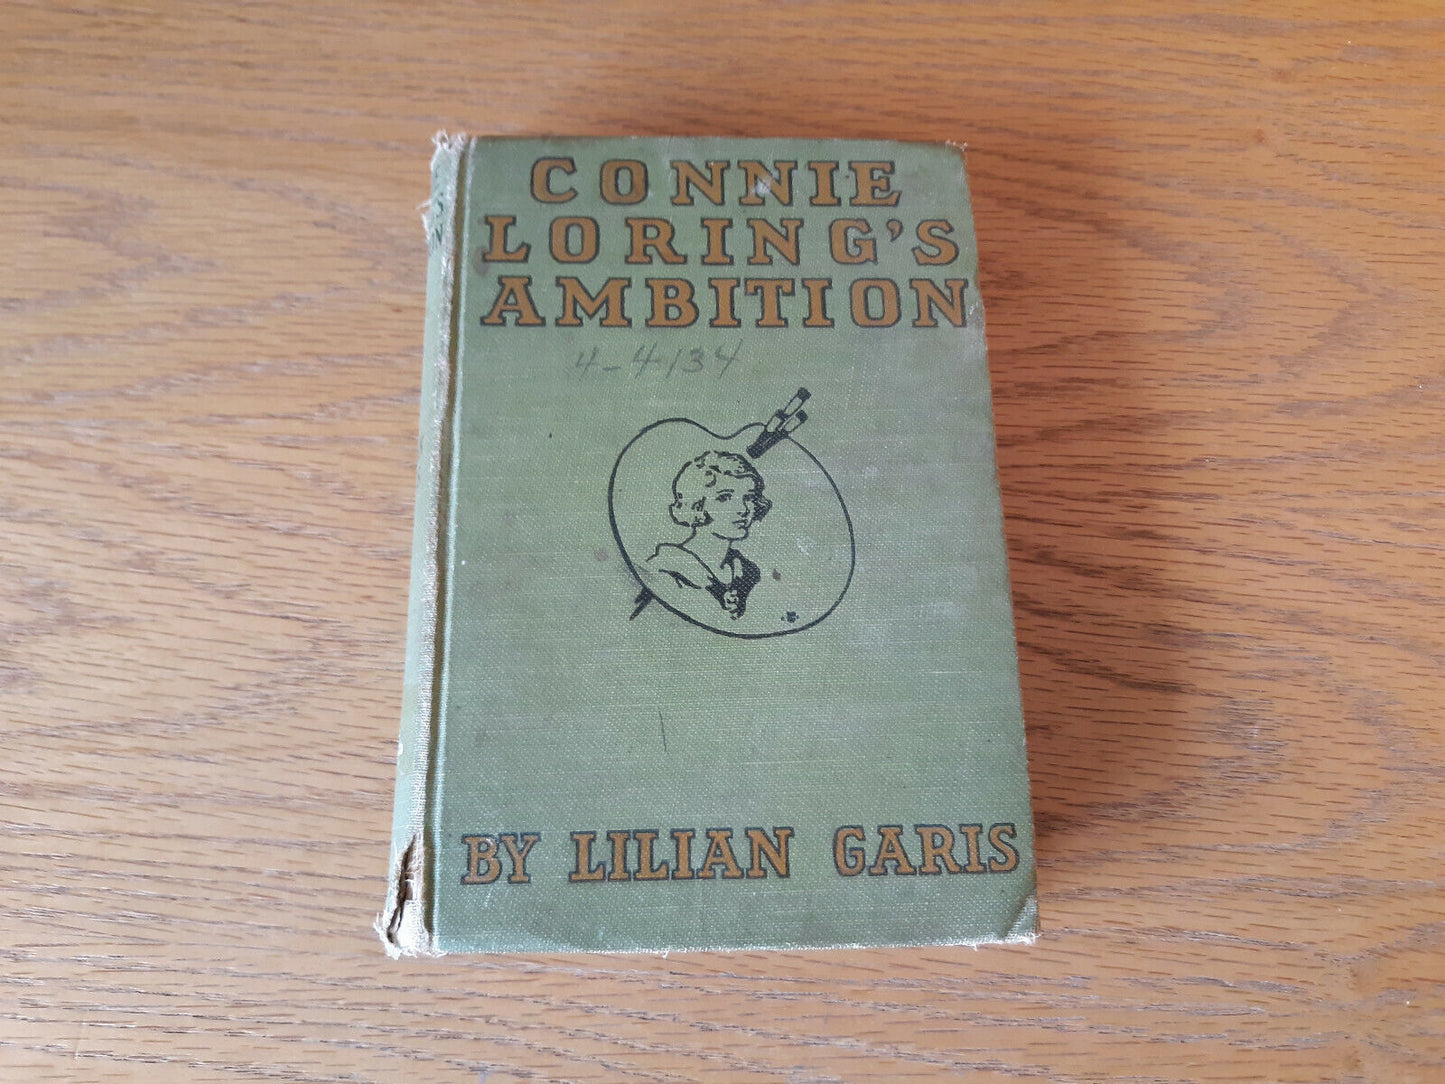 CONNIE
LORING'S
AMBITION
4-4134
BY LILIAN GARIS